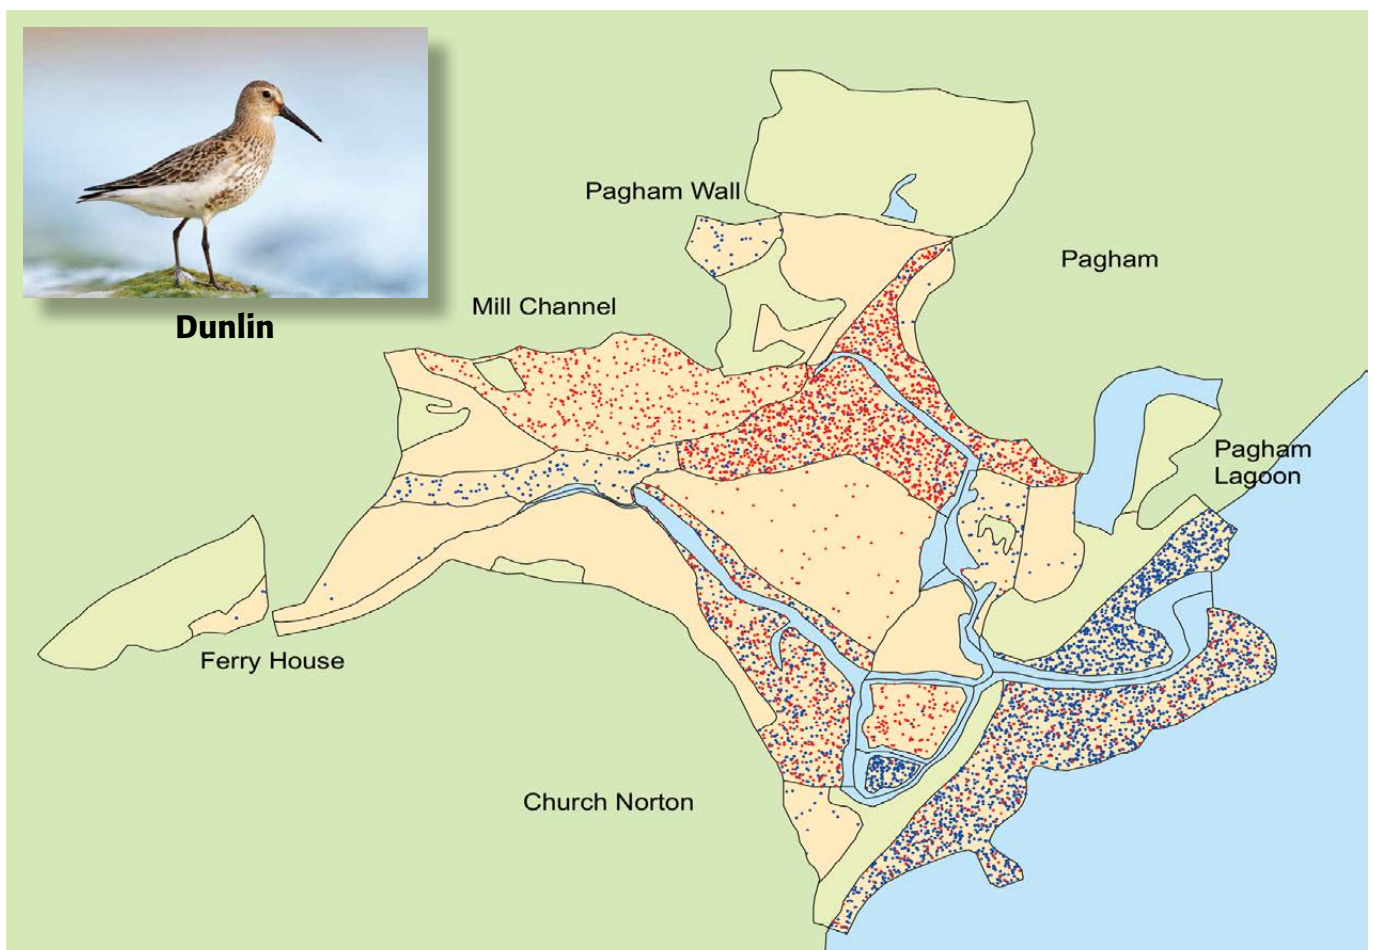 Dunlin
Pagham Wall
Pagham
Mill Channel
Pagham
Lagoon
Ferry House
Church Norton